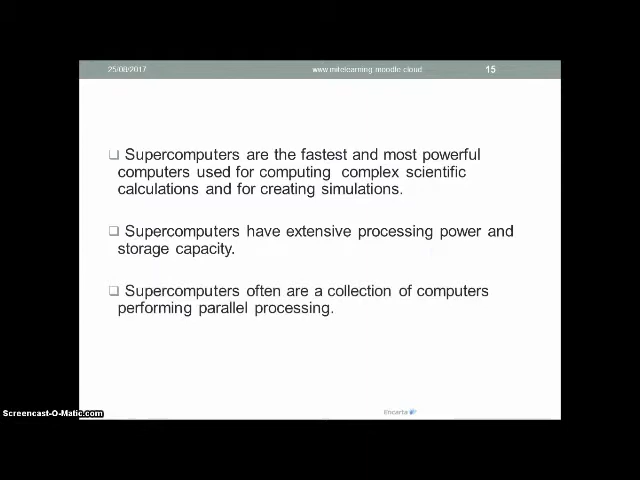 25/08/2017 www.mitelearning.moodle.cloud 15
Supercomputers are the fastest and most powerful
computers used for computing complex scientific
calculations and for creating simulations.
Supercomputers have extensive processing power and
storage capacity.
Supercomputers often are a collection of computers
performing parallel processing.
Encarta
Screencast-O-Matic.com